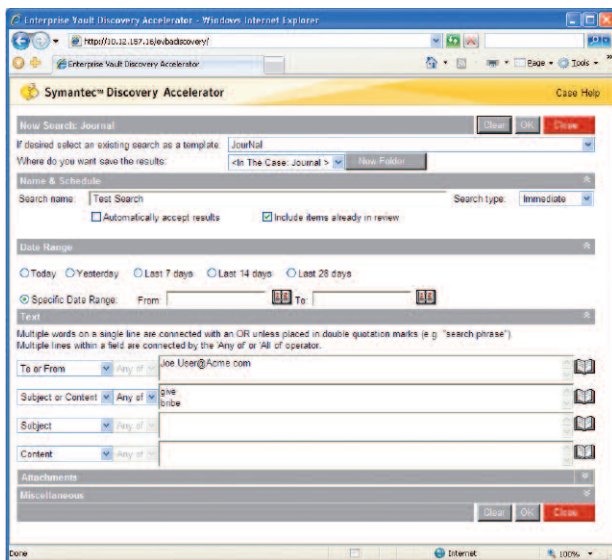 Enterprise Vault Discovery Accelerator - Windows Internet Explorer
http://10.12.167.16/evbadiscovery/
Enterprise Vault Discovery Accelerator
Page
Tools
Symantec™ Discovery Accelerator
Case Help
New Search: Journal
Clear OK Close
If desired select an existing search as a template: JourNal
Where do you want save the results: <In The Case: Journal > New Folder
Name & Schedule
Search name: Test Search Search type: Immediate
Automatically accept results Include items already in review
Date Range
Today Yesterday Last 7 days Last 14 days Last 28 days
Specific Date Range: From: To:
Text
Multiple words on a single line are connected with an OR unless placed in double quotation marks (e.g. "search phrase")
Multiple lines within a field are connected by the 'Any of' or 'All of' operator.
To or From Any of Joe.User@Acme.com
Subject or Content Any of give
bribe
Subject Any of
Content Any of
Attachments
Miscellaneous
Clear OK Close
Done Internet 100%